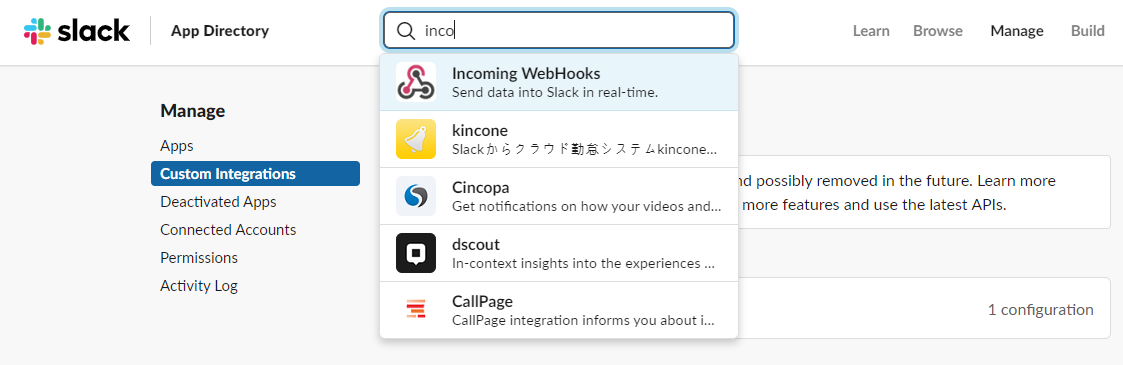 slack
App Directory
inco
Learn
Browse
Manage
Build
Incoming WebHooks
Send data into Slack in real-time.
kincone
Slackからクラウド勤怠システムkincone...
Cincopa
Get notifications on how your videos and...
dscout
In-context insights into the experiences ...
CallPage
CallPage integration informs you about i...
Manage
Apps
Custom Integrations
Deactivated Apps
Connected Accounts
Permissions
Activity Log
possibly removed in the future. Learn more
more features and use the latest APIs.
1 configuration